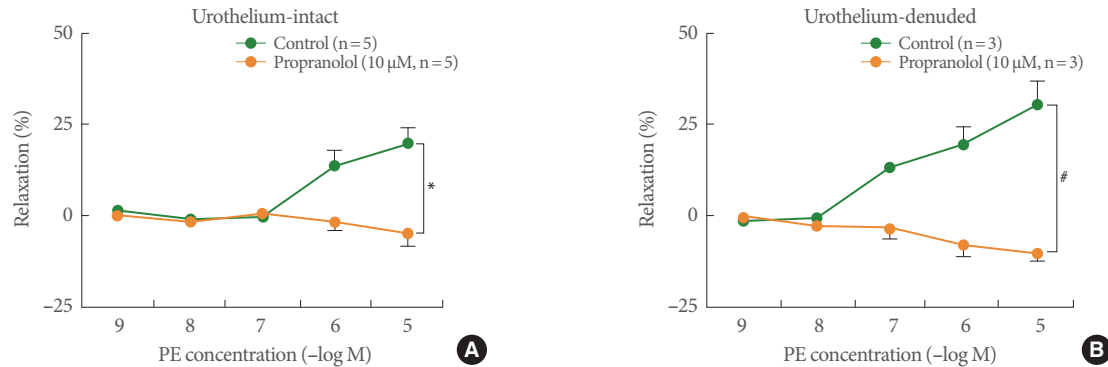 Urothelium-intact
50
25
0
–25
Relaxation (%)
Control (n=5)
Propranolol (10 μM, n=5)
*
9 8 7 6 5
PE concentration (–log M)
A
Urothelium-denuded
50
25
0
–25
Relaxation (%)
Control (n=3)
Propranolol (10 μM, n=3)
#
9 8 7 6 5
PE concentration (–log M)
B